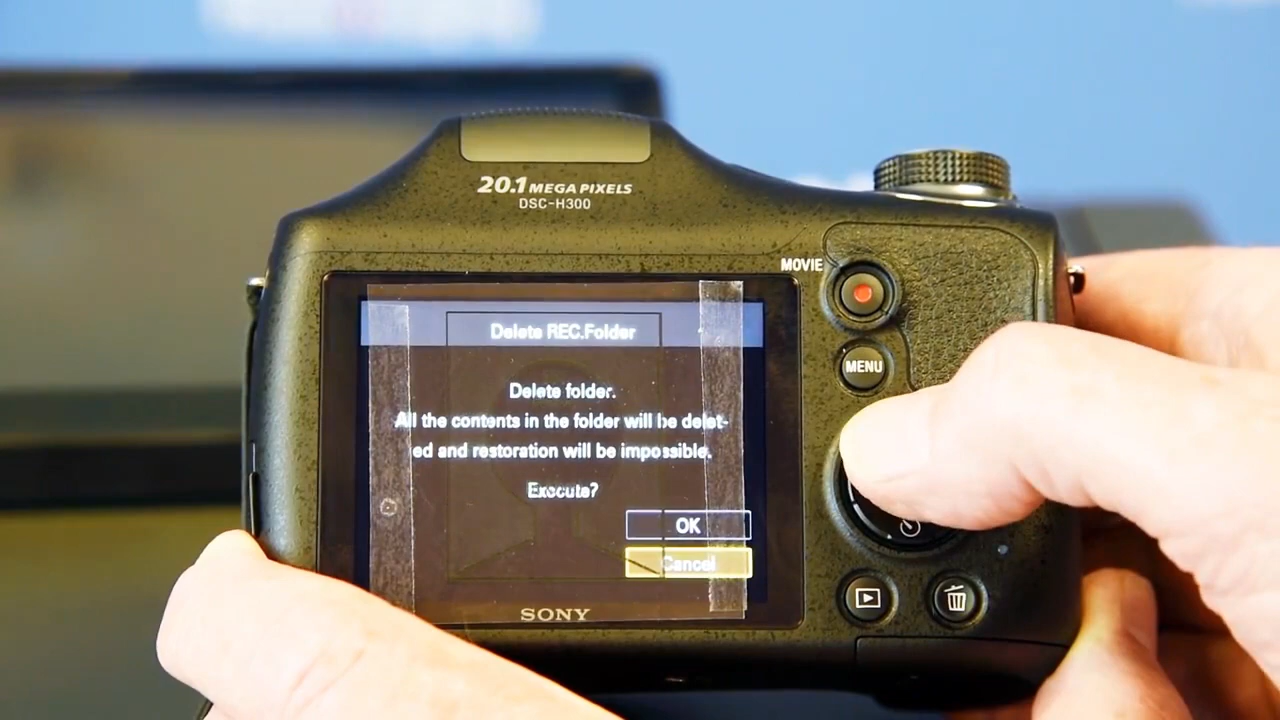 20.1 MEGA PIXELS
DSC-H300
MOVIE
MENU
Delete REC.Folder
Delete folder.
All the contents in the folder will be delet-
ed and restoration will be impossible.
Execute?
OK
Cancel
SONY